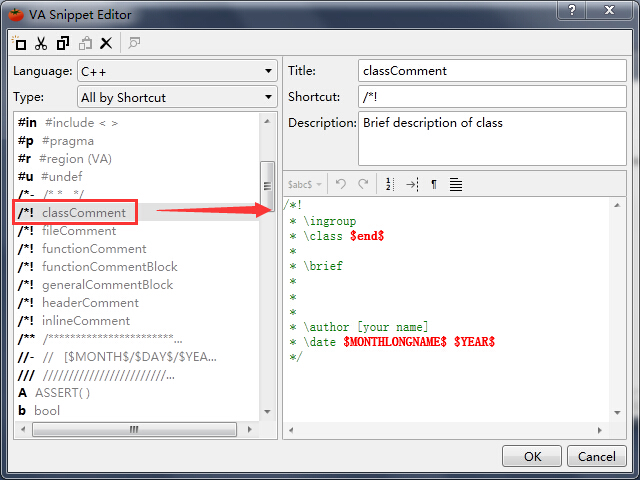 VA Snippet Editor
Language: C++
Type: All by Shortcut
#in #include < >
#p #pragma
#r #region (VA)
#u #undef
/*- /* * */
/*! classComment
/*! fileComment
/*! functionComment
/*! functionCommentBlock
/*! generalCommentBlock
/*! headerComment
/*! inlineComment
/** /***********************...
//- // [$MONTH$/$DAY$/$YEA...
/// ////////////////////////...
A ASSERT( )
b bool
Title: classComment
Shortcut: /*!
Description: Brief description of class
$abc$
/*!
* \ingroup
* \class $end$
*
* \brief
*
*
*
* \author [your name]
* \date $MONTHLONGNAME$ $YEAR$
*/
OK Cancel